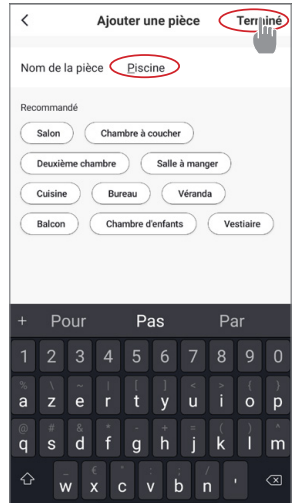 Ajouter une pièce Terminé
Nom de la pièce Piscine
Recommandé
Salon Chambre à coucher
Deuxième chambre Salle à manger
Cuisine Bureau Véranda
Balcon Chambre d'enfants Vestiaire
+ Pour Pas Par
1 2 3 4 5 6 7 8 9 0
a z e r t y u i o p
q s d f g h j k l m
w x c v b n '